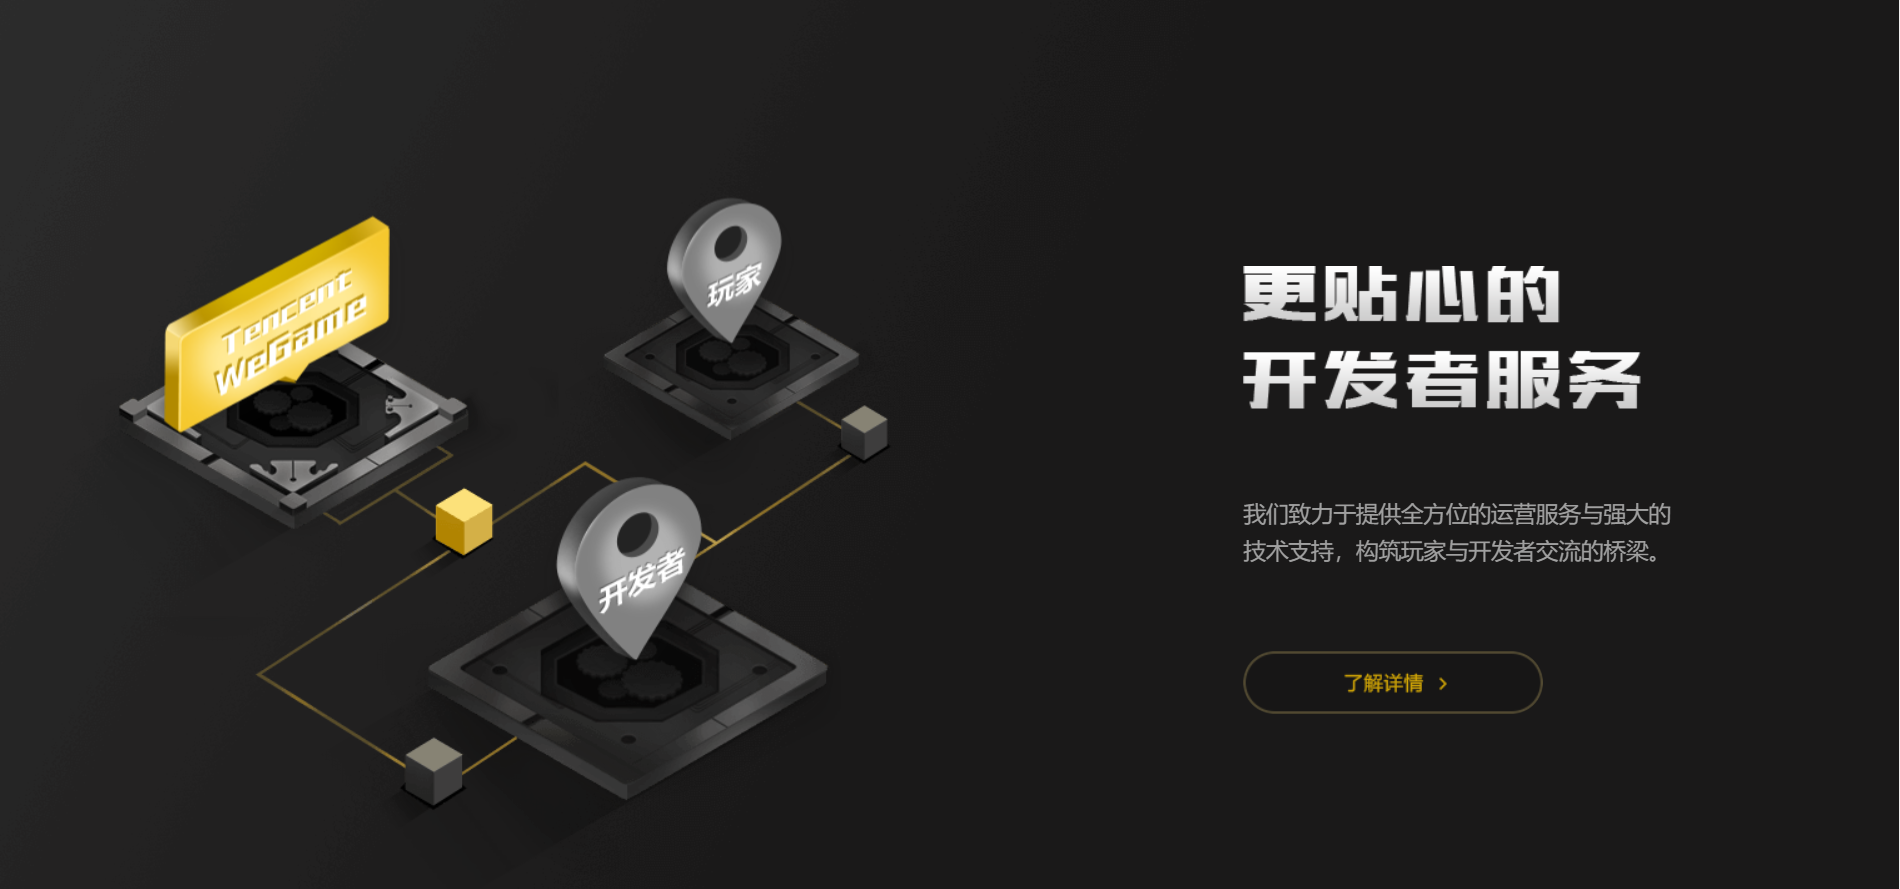 Tencent
WeGame
玩家
开发者
更贴心的
开发者服务
我们致力于提供全方位的运营服务与强大的
技术支持，构筑玩家与开发者交流的桥梁。
了解详情 >